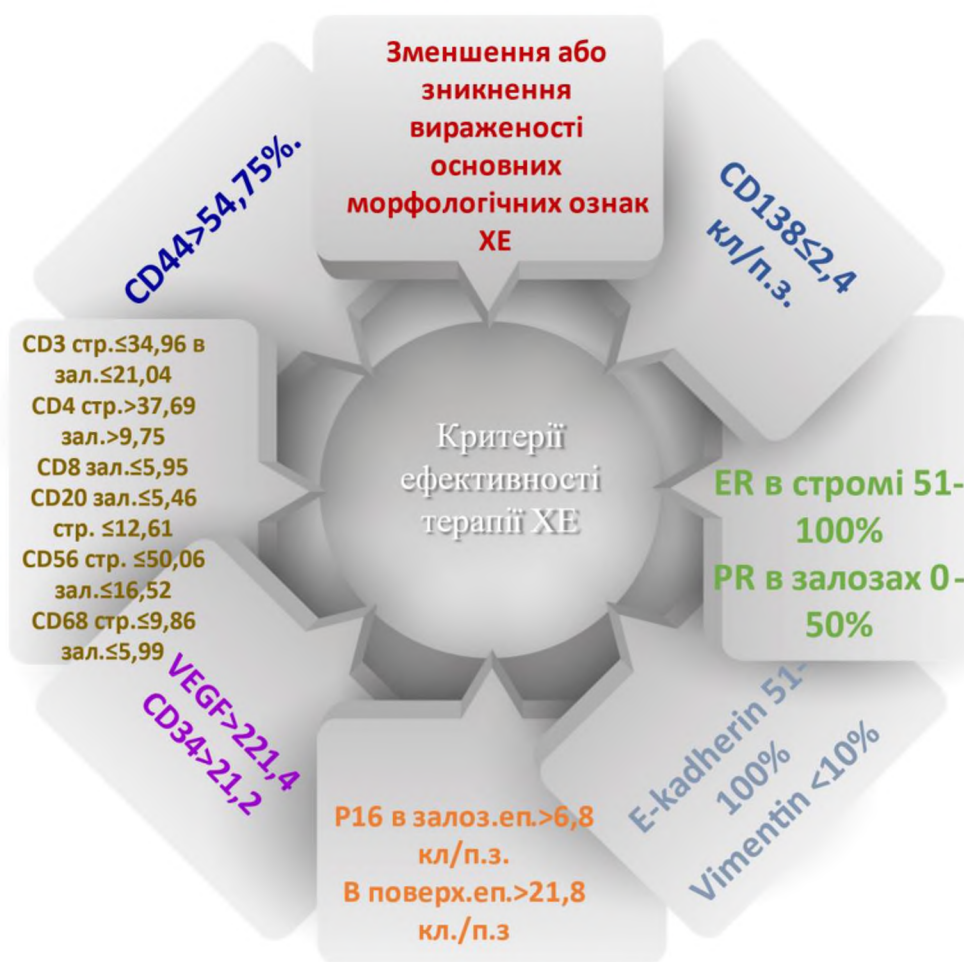 Зменшення або
зникнення
вираженості
основних
морфологічних ознак
ХЕ
CD138≤2,4
кл/п.з.
ER в стромі 51-
100%
PR в залозах 0-
50%
E-kadherin 51-
100%
Vimentin <10%
P16 в залоз.еп.>6,8
кл/п.з.
В поверх.еп.>21,8
кл./п.з
VEGF>221,4
CD34>21,2
CD3 стр.≤34,96 в
зал.≤21,04
CD4 стр.>37,69
зал.>9,75
CD8 зал.≤5,95
CD20 зал.≤5,46
стр. ≤12,61
CD56 стр. ≤50,06
зал.≤16,52
CD68 стр.≤9,86
зал.≤5,99
CD44>54,75%.
Критерії
ефективності
терапії ХЕ